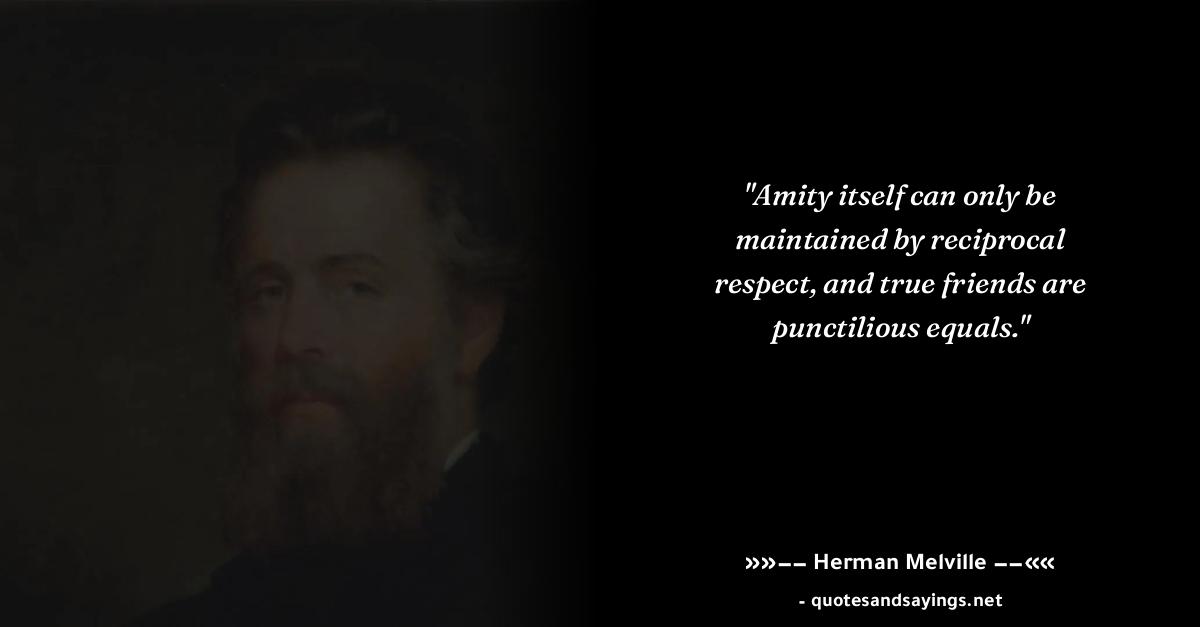 "Amity itself can only be
maintained by reciprocal
respect, and true friends are
punctilious equals."
»»−− Herman Melville −−««
- quotesandsayings.net